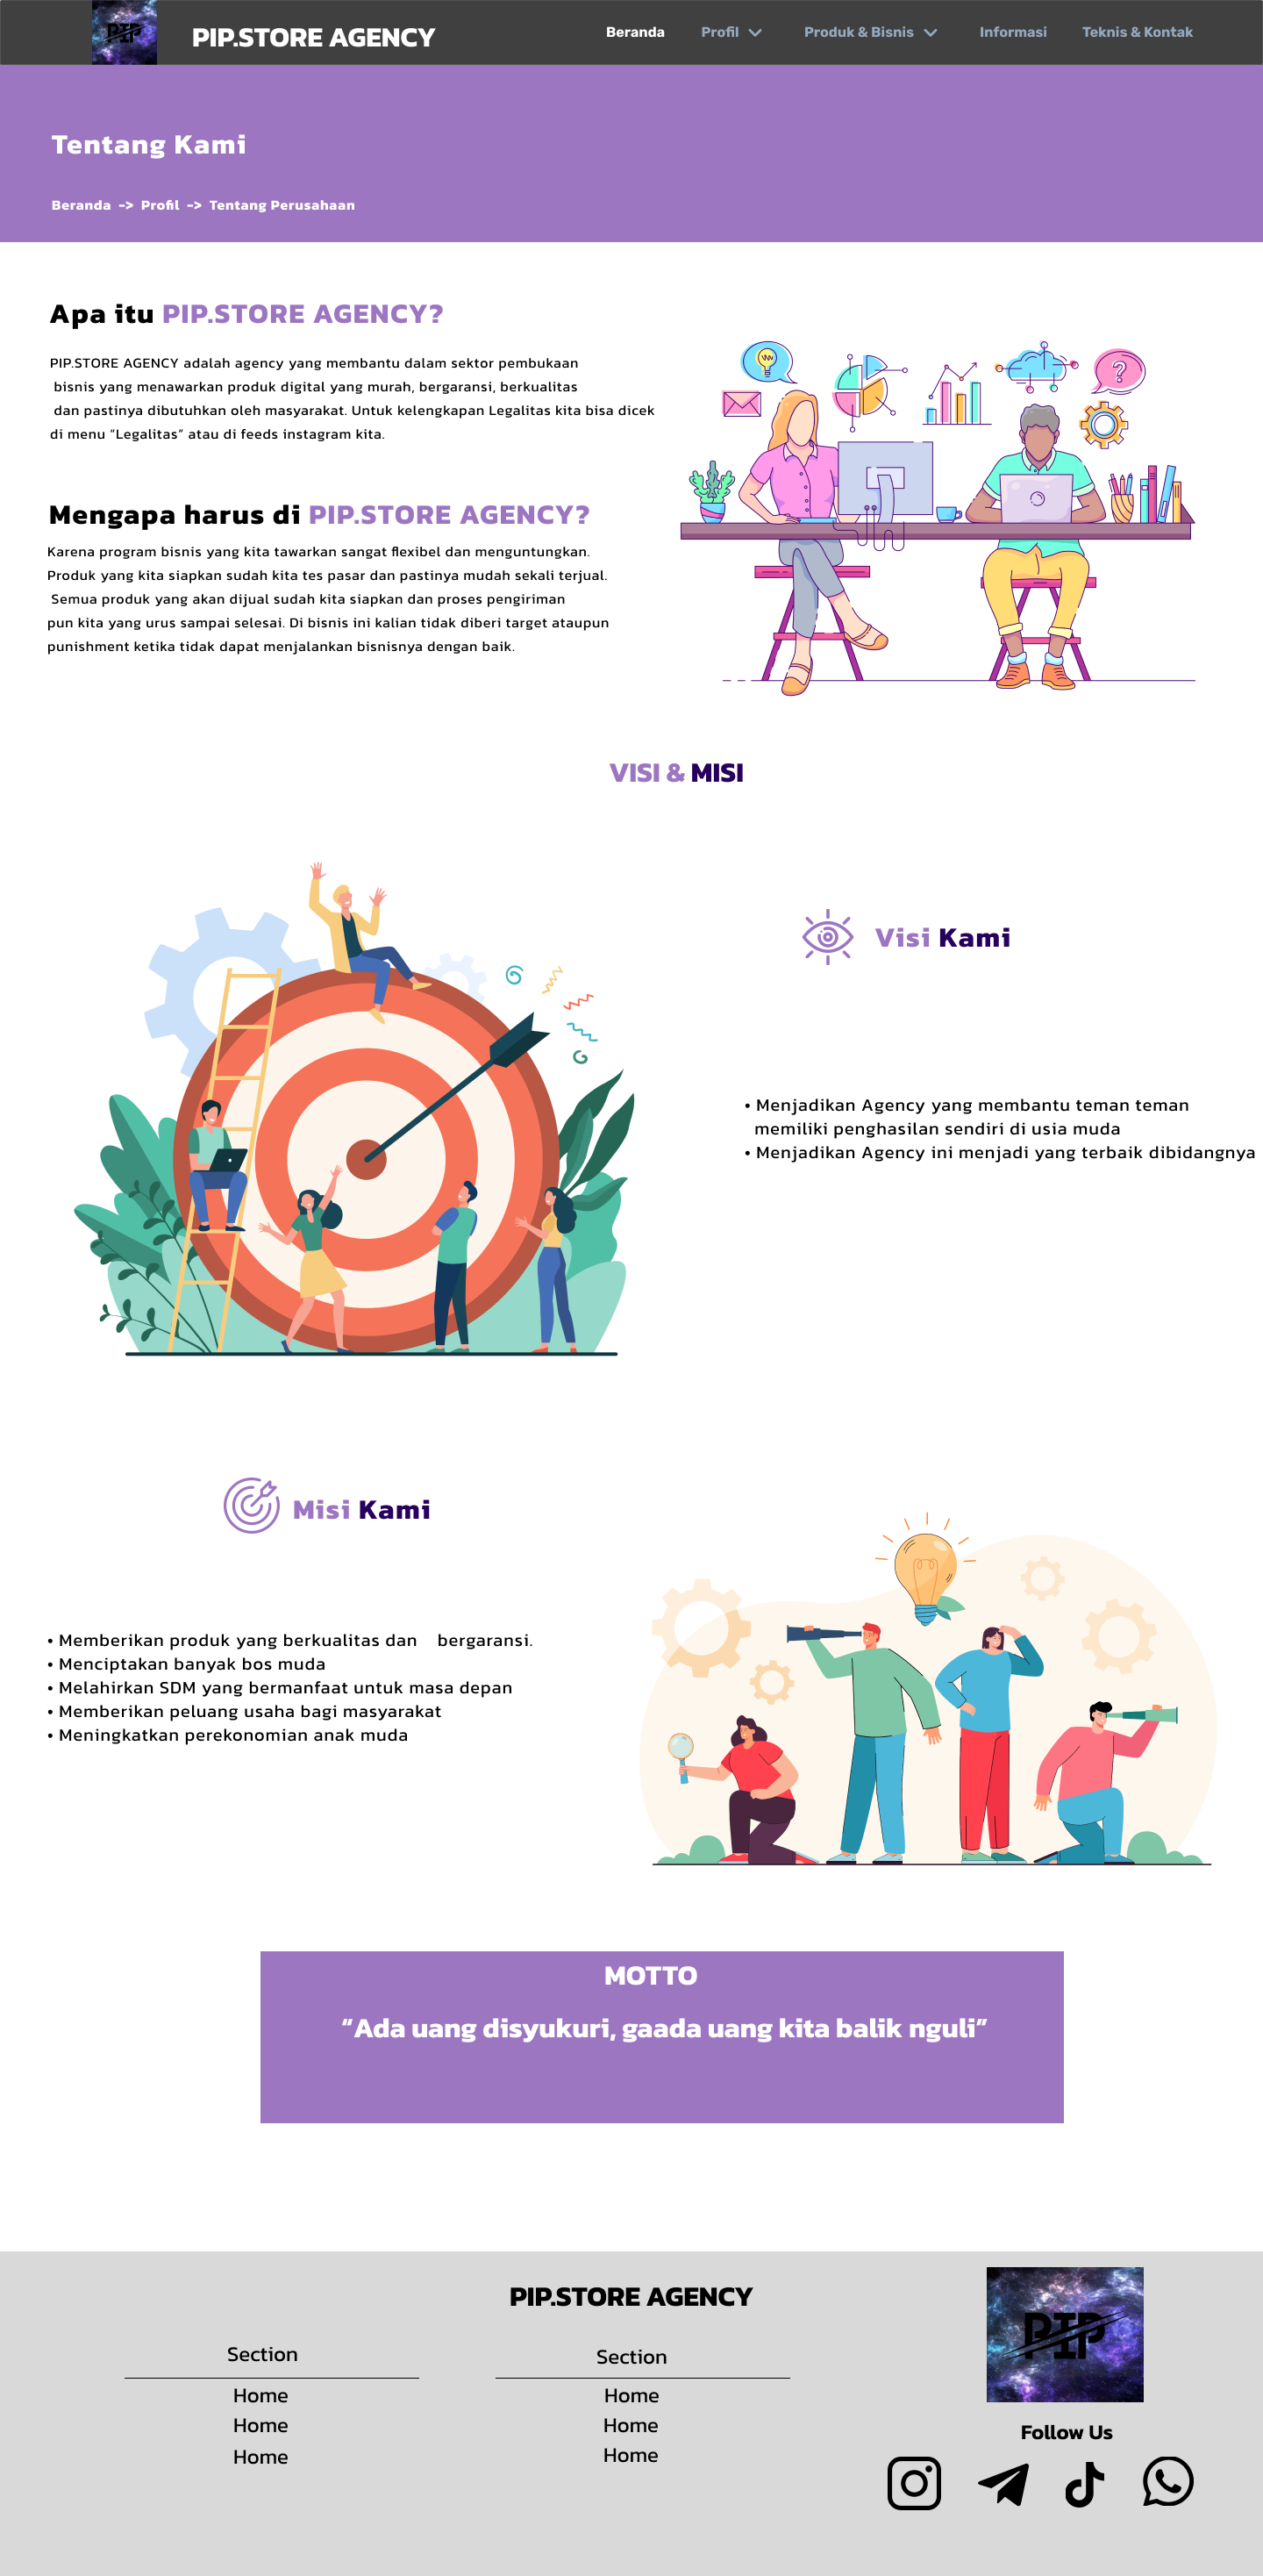 PIP
PIP.STORE AGENCY
Beranda
Profil
Produk & Bisnis
Informasi
Teknis & Kontak
Tentang Kami
Beranda -> Profil -> Tentang Perusahaan
Apa itu PIP.STORE AGENCY?
PIP.STORE AGENCY adalah agency yang membantu dalam sektor pembukaan
bisnis yang menawarkan produk digital yang murah, bergaransi, berkualitas
dan pastinya dibutuhkan oleh masyarakat. Untuk kelengkapan Legalitas kita bisa dicek
di menu “Legalitas” atau di feeds instagram kita.
?
Mengapa harus di PIP.STORE AGENCY?
Karena program bisnis yang kita tawarkan sangat flexibel dan menguntungkan.
Produk yang kita siapkan sudah kita tes pasar dan pastinya mudah sekali terjual.
Semua produk yang akan dijual sudah kita siapkan dan proses pengiriman
pun kita yang urus sampai selesai. Di bisnis ini kalian tidak diberi target ataupun
punishment ketika tidak dapat menjalankan bisnisnya dengan baik.
VISI & MISI
Visi Kami
• Menjadikan Agency yang membantu teman teman
memiliki penghasilan sendiri di usia muda
• Menjadikan Agency ini menjadi yang terbaik dibidangnya
Misi Kami
• Memberikan produk yang berkualitas dan bergaransi.
• Menciptakan banyak bos muda
• Melahirkan SDM yang bermanfaat untuk masa depan
• Memberikan peluang usaha bagi masyarakat
• Meningkatkan perekonomian anak muda
MOTTO
“Ada uang disyukuri, gaada uang kita balik nguli”
PIP.STORE AGENCY
Section
Home
Home
Home
Section
Home
Home
Home
PIP
Follow Us